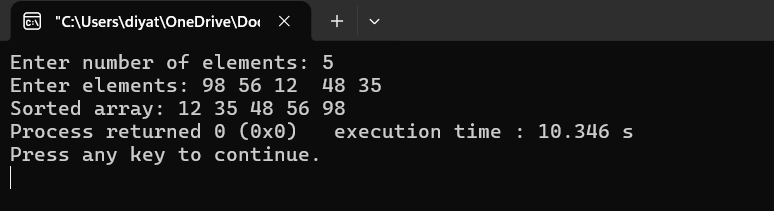 "C:\Users\diyat\OneDrive\Doc
Enter number of elements: 5
Enter elements: 98 56 12  48 35
Sorted array: 12 35 48 56 98
Process returned 0 (0x0)   execution time : 10.346 s
Press any key to continue.